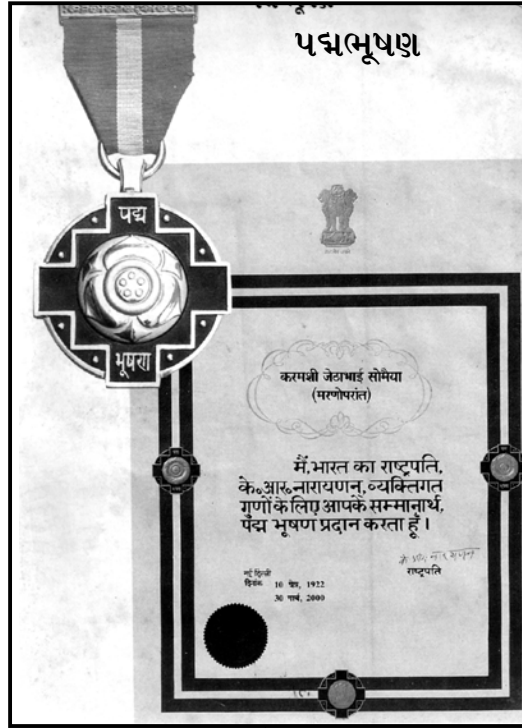 પદ્મભૂષણ
पद्म
भूषण
करमशी जेठाभाई सोमैया
(मरणोपरांत)
मैं, भारत का राष्ट्रपति,
के॰आर॰नारायणन्, व्यक्तिगत
गुणों के लिए आपके सम्मानार्थ,
पद्म भूषण प्रदान करता हूँ।
राष्ट्रपति
नई दिल्ली
दिनांक 10 चैत्र, 1922
30 मार्च, 2000